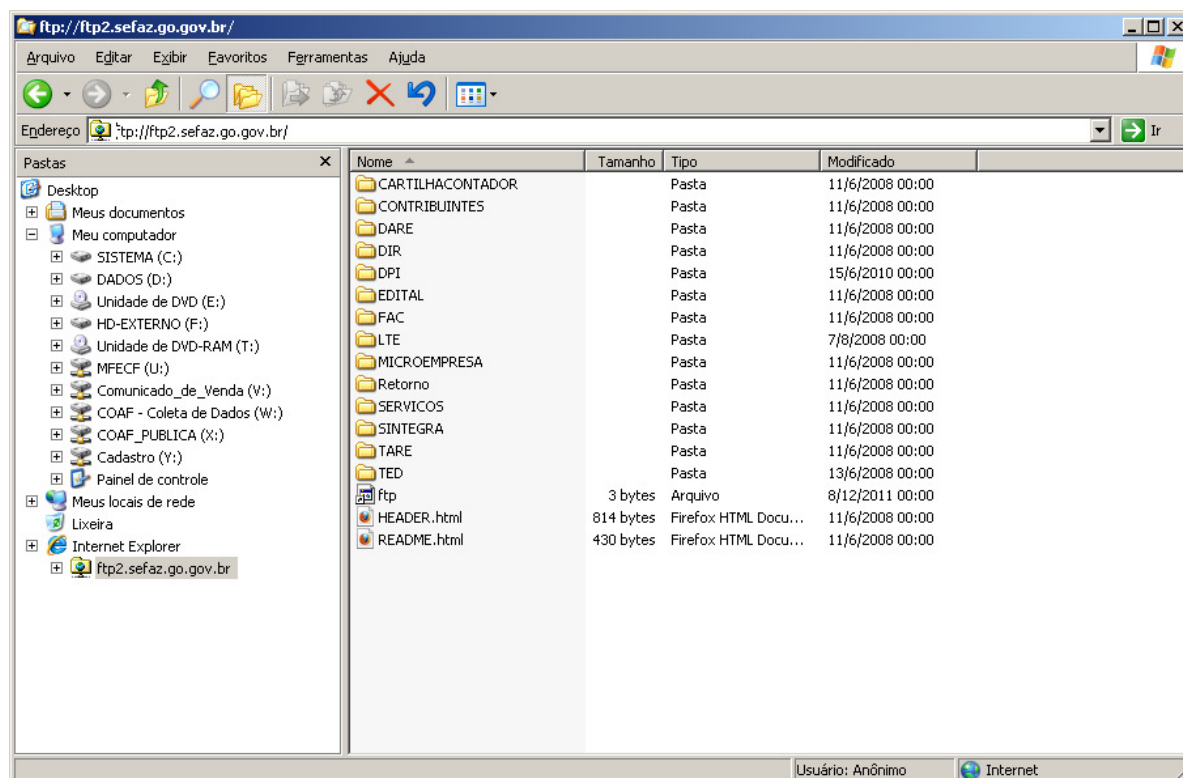 ftp://ftp2.sefaz.go.gov.br/
Arquivo Editar Exibir Favoritos Ferramentas Ajuda
Endereço tp://ftp2.sefaz.go.gov.br/ Ir
Pastas
Desktop
Meus documentos
Meu computador
SISTEMA (C:)
DADOS (D:)
Unidade de DVD (E:)
HD-EXTERNO (F:)
Unidade de DVD-RAM (T:)
MFECF (U:)
Comunicado_de_Venda (V:)
COAF - Coleta de Dados (W:)
COAF_PUBLICA (X:)
Cadastro (Y:)
Painel de controle
Meus locais de rede
Lixeira
Internet Explorer
ftp2.sefaz.go.gov.br
Nome Tamanho Tipo Modificado
CARTILHACONTADOR Pasta 11/6/2008 00:00
CONTRIBUINTES Pasta 11/6/2008 00:00
DARE Pasta 11/6/2008 00:00
DIR Pasta 11/6/2008 00:00
DPI Pasta 15/6/2010 00:00
EDITAL Pasta 11/6/2008 00:00
FAC Pasta 11/6/2008 00:00
LTE Pasta 7/8/2008 00:00
MICROEMPRESA Pasta 11/6/2008 00:00
Retorno Pasta 11/6/2008 00:00
SERVICOS Pasta 11/6/2008 00:00
SINTEGRA Pasta 11/6/2008 00:00
TARE Pasta 11/6/2008 00:00
TED Pasta 13/6/2008 00:00
ftp 3 bytes Arquivo 8/12/2011 00:00
HEADER.html 814 bytes Firefox HTML Docu... 11/6/2008 00:00
README.html 430 bytes Firefox HTML Docu... 11/6/2008 00:00
Usuário: Anônimo Internet